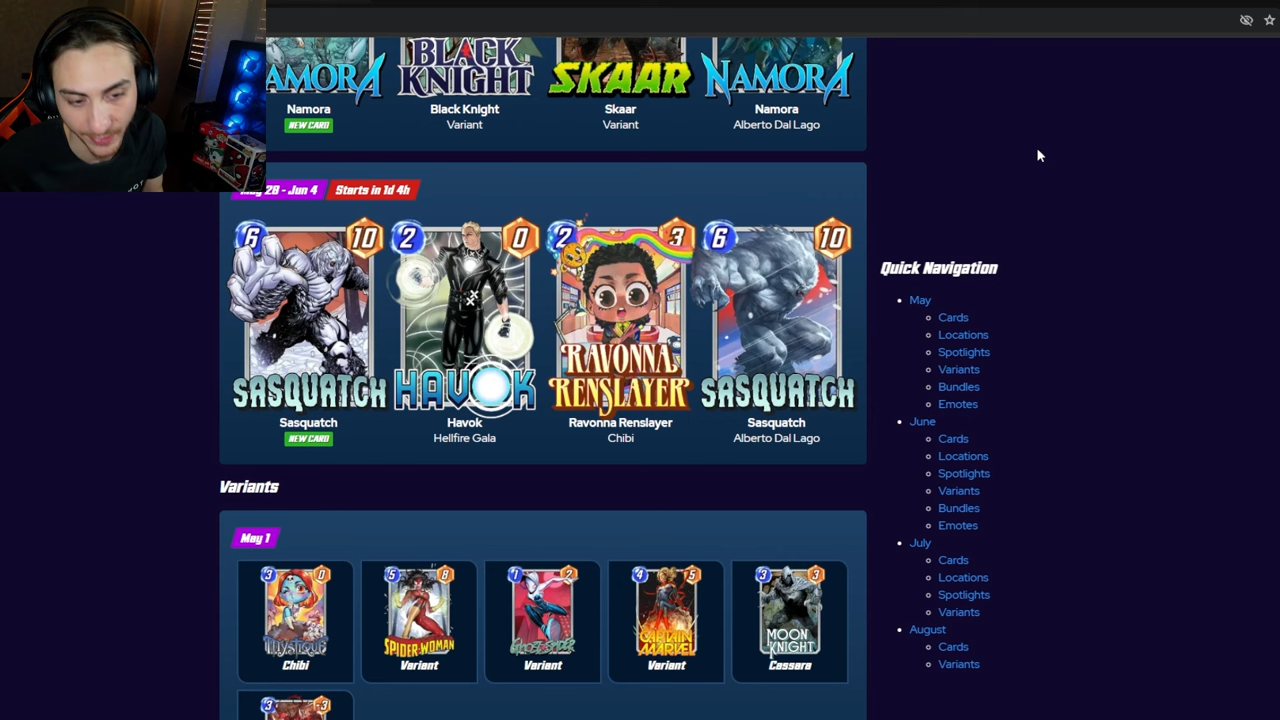 AMORA
BLACK KNIGHT
SKAAR
NAMORA
Namora
Black Knight
Skaar
Namora
NEW CARD
Variant
Variant
Alberto Dal Lago
28 - Jun 4
Starts in 1d 4h
6
10
2
0
2
3
6
10
SASQUATCH
HAVOK
RAVONNA RENSLAYER
SASQUATCH
Sasquatch
Havok
Ravonna Renslayer
Sasquatch
NEW CARD
Hellfire Gala
Chibi
Alberto Dal Lago
Variants
May 1
3
0
5
8
1
2
4
5
3
3
MYSTIQUE
SPIDER-WOMAN
GHOST-SPIDER
CAPTAIN MARVEL
MOON KNIGHT
Chibi
Variant
Variant
Variant
Cassara
3
-3
Quick Navigation
May
Cards
Locations
Spotlights
Variants
Bundles
Emotes
June
Cards
Locations
Spotlights
Variants
Bundles
Emotes
July
Cards
Locations
Spotlights
Variants
August
Cards
Variants